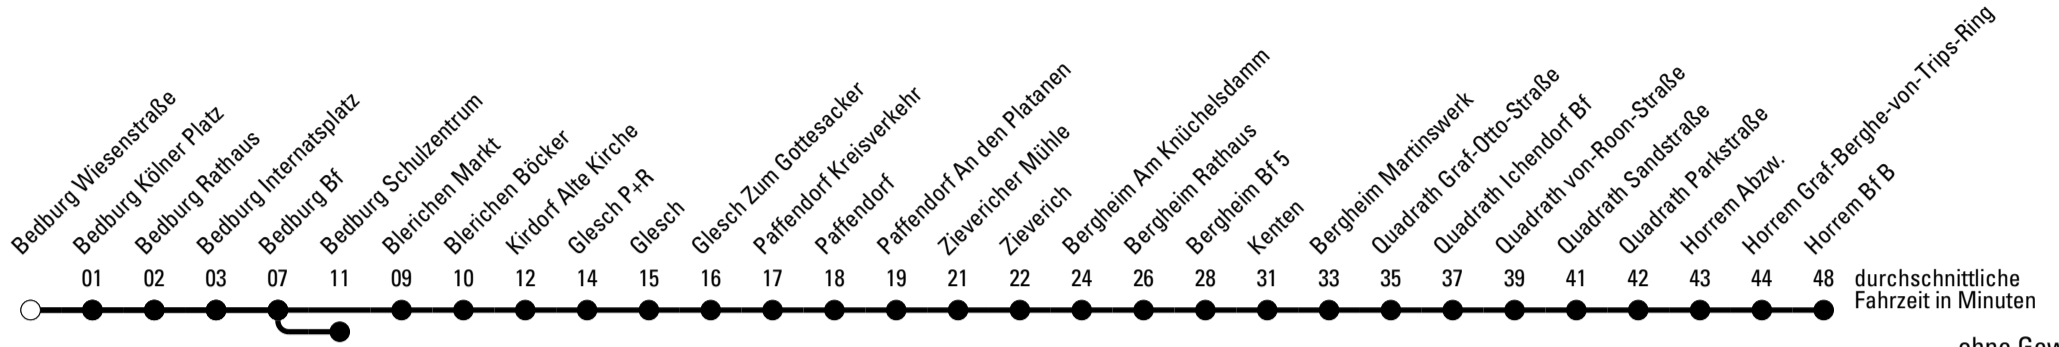 Bedburg Wiesenstraße
Bedburg Kölner Platz
Bedburg Rathaus
Bedburg Internatsplatz
Bedburg Bf
Bedburg Schulzentrum
Blerichen Markt
Blerichen Böcker
Kirdorf Alte Kirche
Glesch P+R
Glesch
Glesch Zum Gottesacker
Paffendorf Kreisverkehr
Paffendorf
Paffendorf An den Platanen
Zievericher Mühle
Zieverich
Bergheim Am Knüchelsdamm
Bergheim Rathaus
Bergheim Bf 5
Kenten
Bergheim Martinswerk
Quadrath Graf-Otto-Straße
Quadrath Ichendorf Bf
Quadrath von-Roon-Straße
Quadrath Sandstraße
Quadrath Parkstraße
Horrem Abzw.
Horrem Graf-Berghe-von-Trips-Ring
Horrem Bf B
01 02 03 07 11 09 10 12 14 15 16 17 18 19 21 22 24 26 28 31 33 35 37 39 41 42 43 44 48 durchschnittliche
Fahrzeit in Minuten
ohne